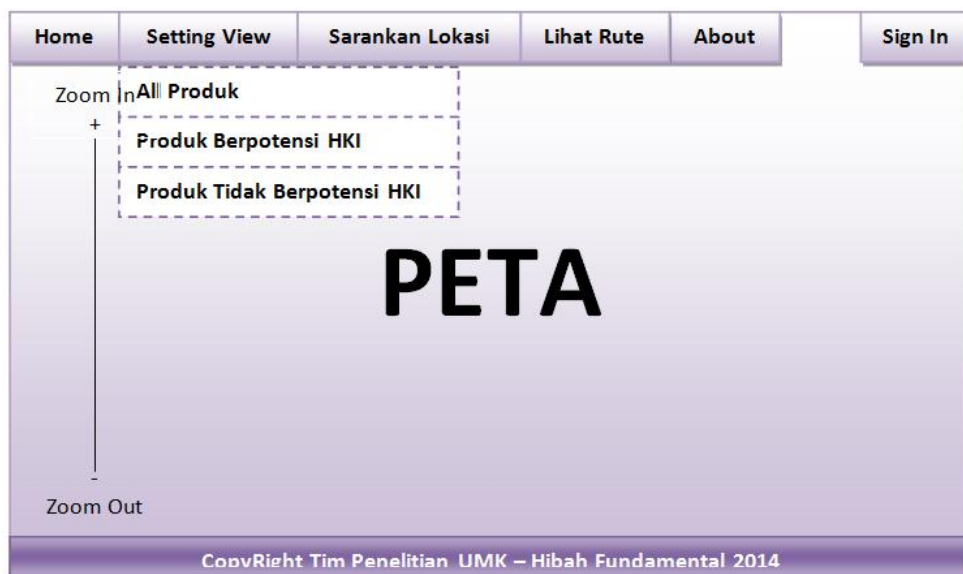 Home Setting View Sarankan Lokasi Lihat Rute About Sign In
Zoom In
+
All Produk
Produk Berpotensi HKI
Produk Tidak Berpotensi HKI
PETA
-
Zoom Out
CopyRight Tim Penelitian UMK – Hibah Fundamental 2014